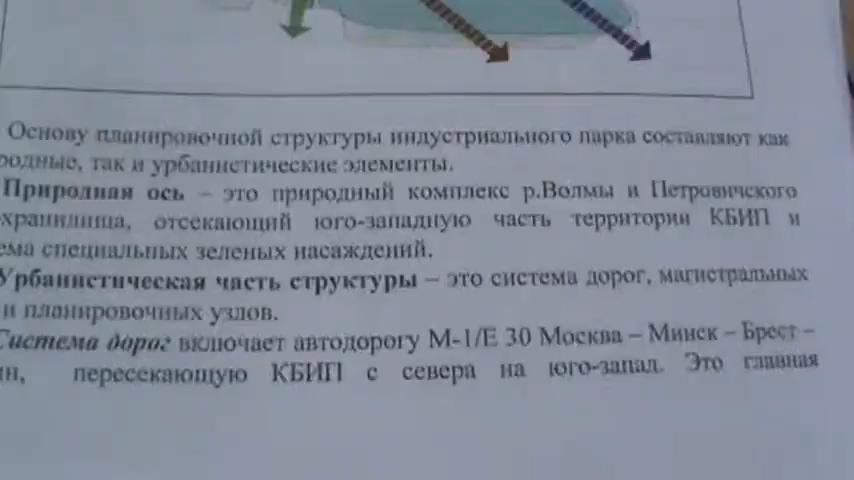 Основу планировочной структуры индустриального парка составляют как
родные, так и урбанистические элементы.
Природная ось – это природный комплекс р.Волмы и Петровичского
хранилища, отсекающий юго-западную часть территории КБИП и
ема специальных зеленых насаждений.
Урбанистическая часть структуры – это система дорог, магистральных
и планировочных узлов.
Система дорог включает автодорогу М-1/Е 30 Москва – Минск – Брест –
ин, пересекающую КБИП с севера на юго-запад. Это главная